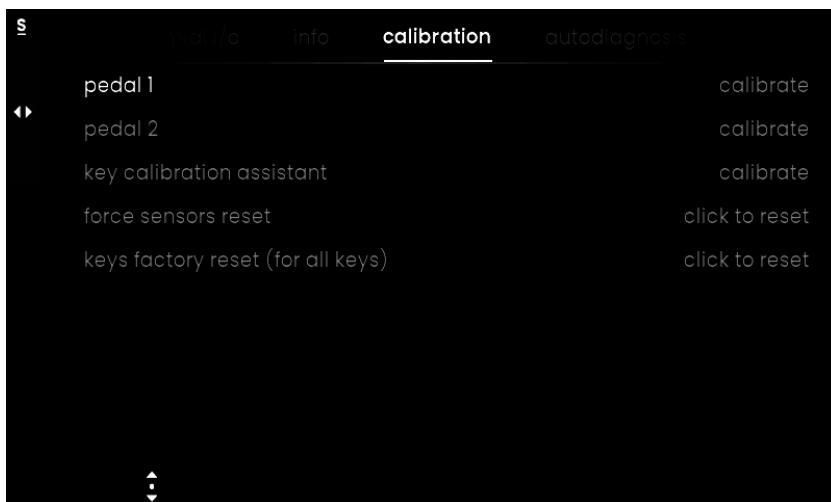 S
info calibration autodiagnosis
pedal 1 calibrate
pedal 2 calibrate
key calibration assistant calibrate
force sensors reset click to reset
keys factory reset (for all keys) click to reset